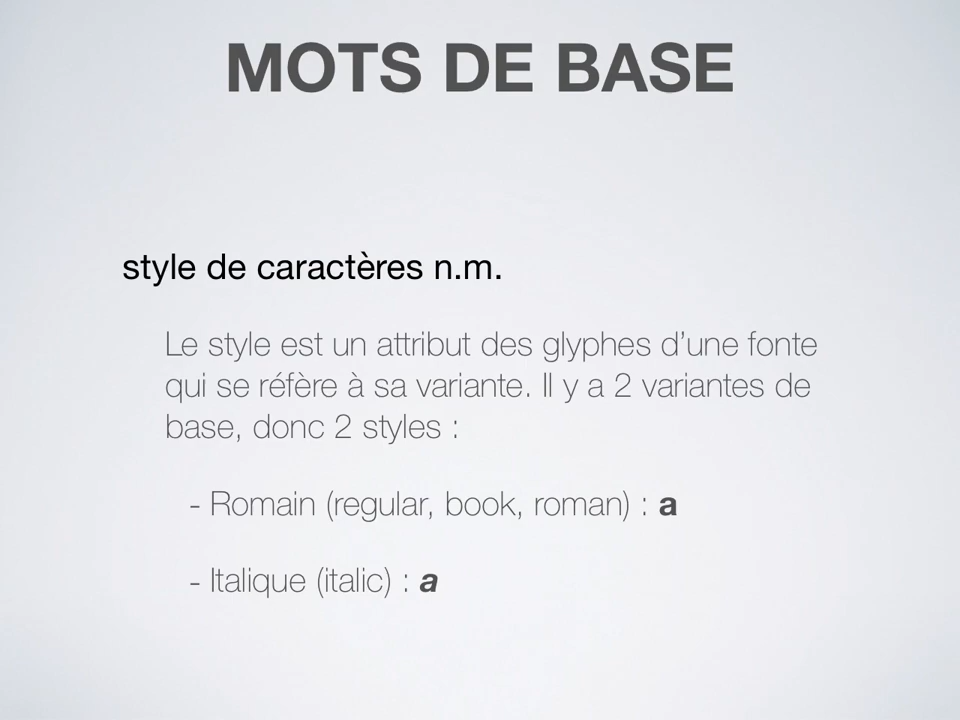 MOTS DE BASE
style de caractères n.m.
Le style est un attribut des glyphes d’une fonte
qui se réfère à sa variante. Il y a 2 variantes de
base, donc 2 styles :
- Romain (regular, book, roman) : a
- Italique (italic) : a